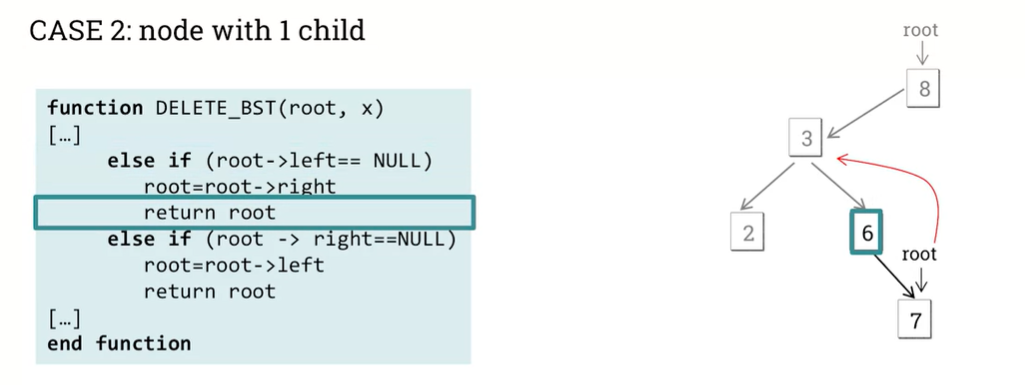 CASE 2: node with 1 child
function DELETE_BST(root, x)
[…]
else if (root->left== NULL)
root=root->right
return root
else if (root -> right==NULL)
root=root->left
return root
[…]
end function
root
8
3
2
6
root
7